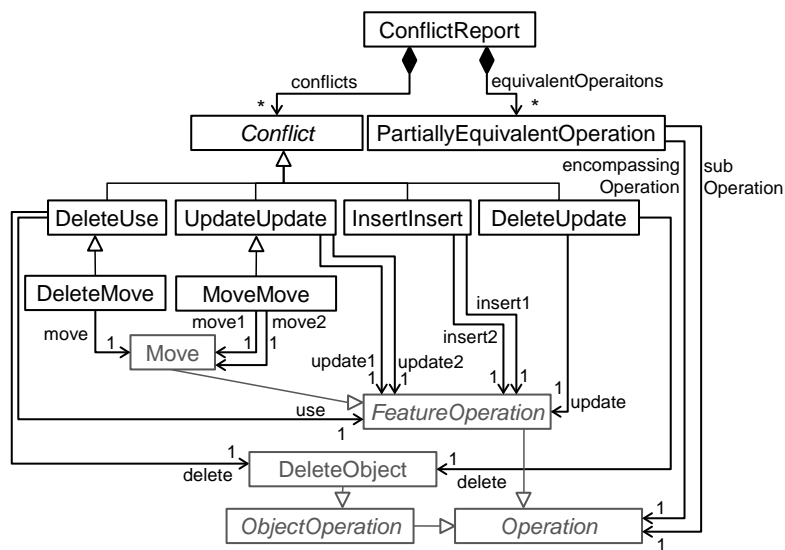 ConflictReport
conflicts
equivalentOperaitons
*
*
Conflict
PartiallyEquivalentOperation
encompassing
Operation
sub
Operation
DeleteUse
UpdateUpdate
InsertInsert
DeleteUpdate
DeleteMove
MoveMove
insert1
move
1
move1
move2
insert2
1
1
Move
update1
update2
1
1
1
1
1
update
FeatureOperation
use
1
1
delete
DeleteObject
1
delete
ObjectOperation
Operation
1
1